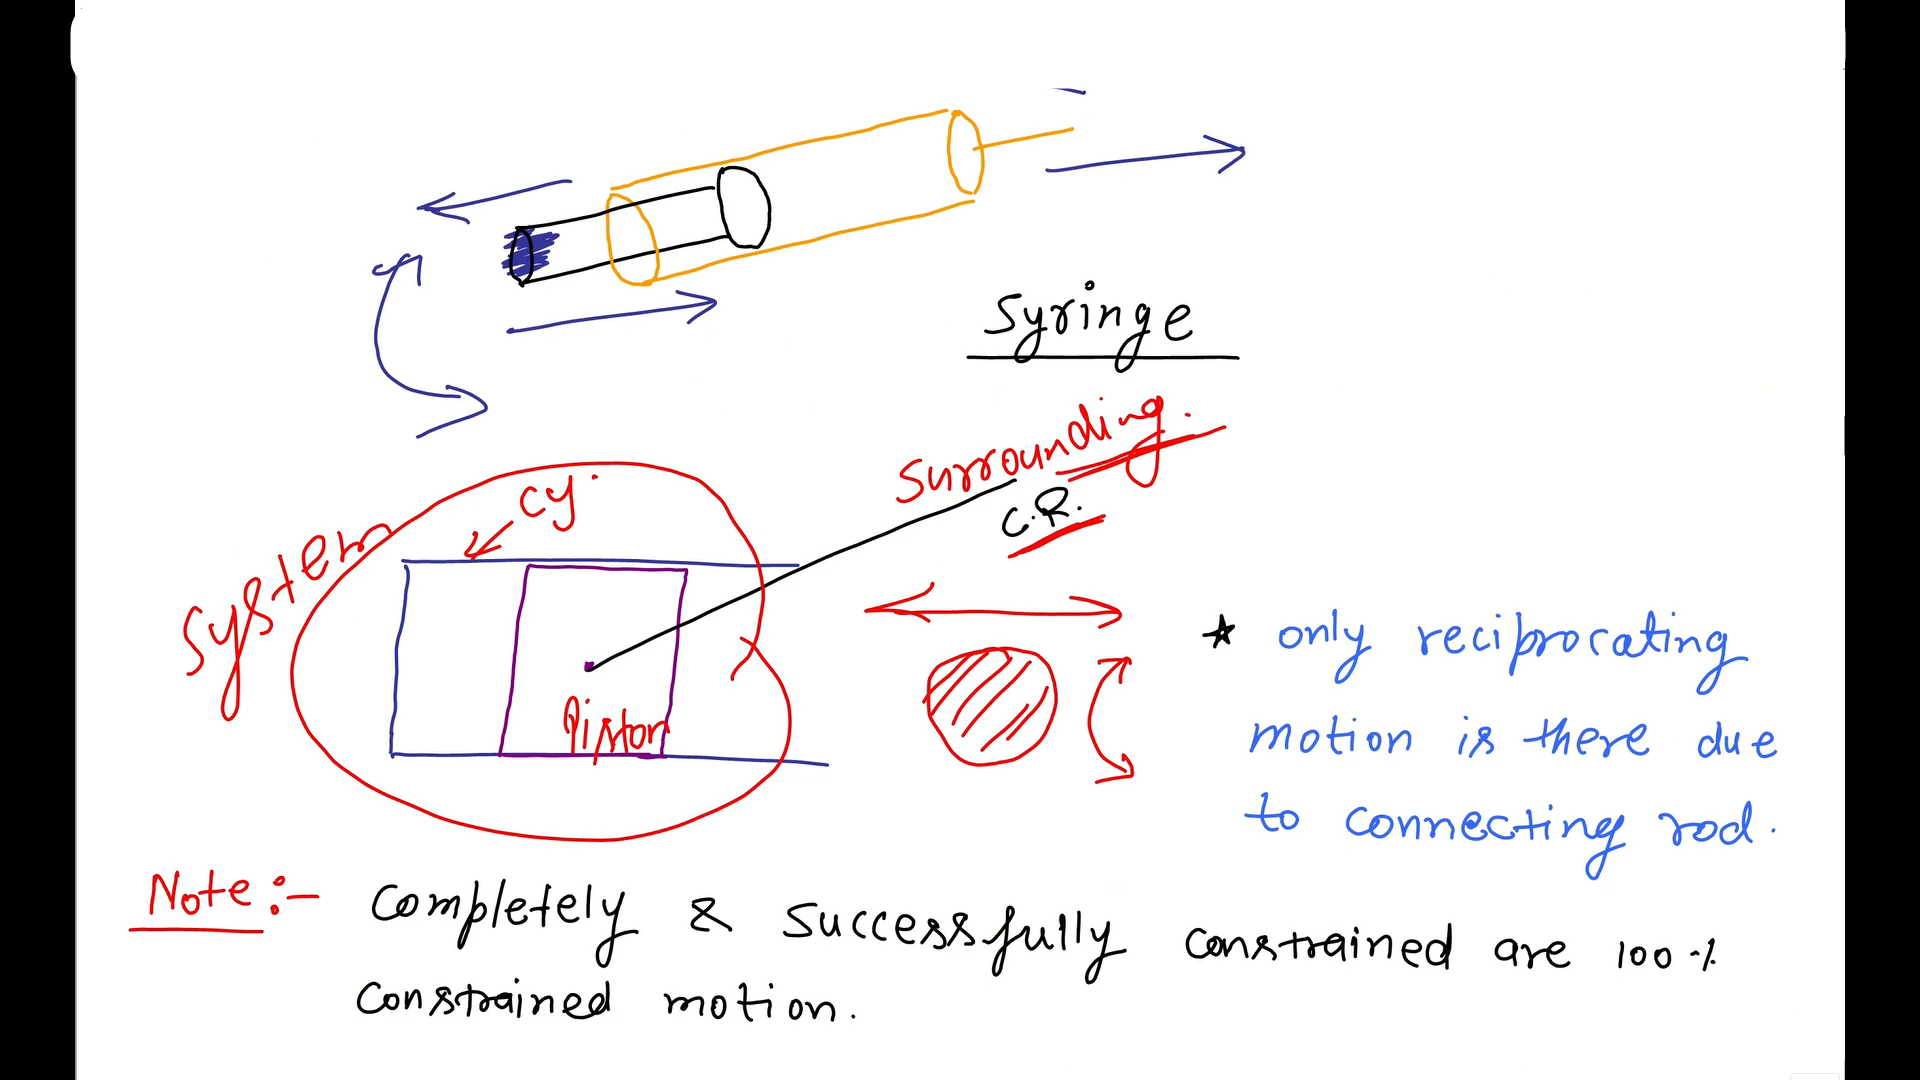 Syringe
Surrounding.
C.R.
Cy.
System
Piston
★ only reciprocating
motion is there due
to connecting rod.
Note:- Completely & successfully constrained are 100 %
constrained motion.